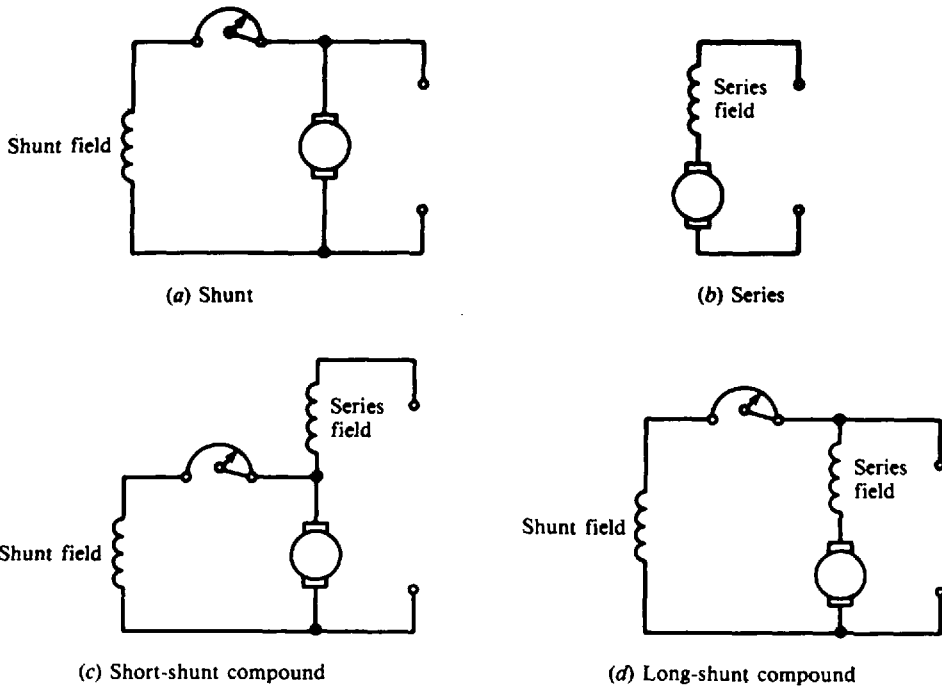 Shunt field
Series
field
(a) Shunt
(b) Series
Series
field
Shunt field
(c) Short-shunt compound
Series
field
Shunt field
(d) Long-shunt compound